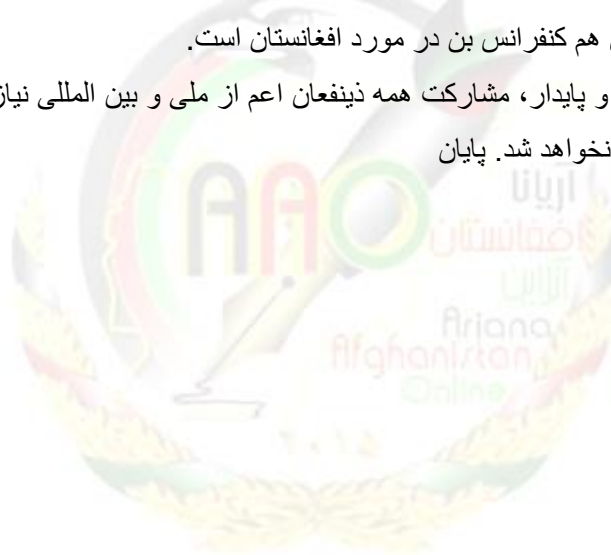 هم کنفرانس بن در مورد افغانستان است.
و پایدار، مشارکت همه ذینفعان اعم از ملی و بین المللی نیاز
نخواهد شد. پایان
AAO
آریانا
افغانستان
آنلاین
Ariana
Afghanistan
Online